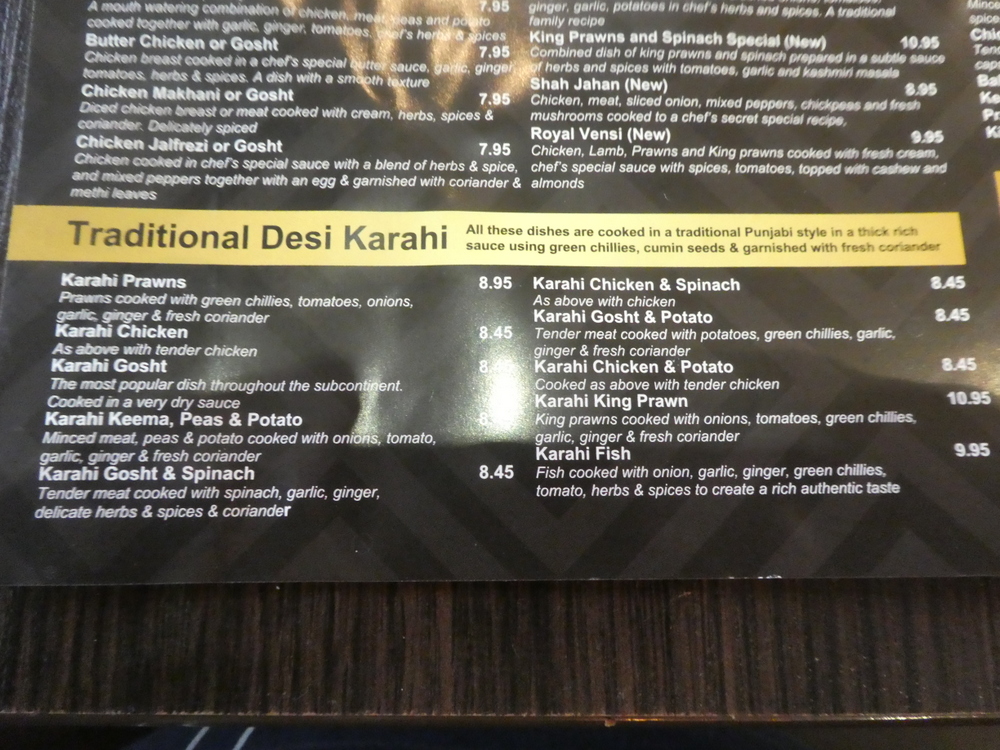 A mouth watering combination of chicken, meat, peas and potato 7.95
cooked together with garlic, ginger, tomatoes, chef's herbs & spices
Butter Chicken or Gosht 7.95
Chicken breast cooked in a chef's special butter sauce, garlic, ginger,
tomatoes, herbs & spices. A dish with a smooth texture
Chicken Makhani or Gosht 7.95
Diced chicken breast or meat cooked with cream, herbs, spices &
coriander. Delicately spiced
Chicken Jalfrezi or Gosht 7.95
Chicken cooked in chef's special sauce with a blend of herbs & spice,
and mixed peppers together with an egg & garnished with coriander &
methi leaves
ginger, garlic, potatoes in chef's herbs and spices. A traditional
family recipe
King Prawns and Spinach Special (New) 10.95
Combined dish of king prawns and spinach prepared in a subtle sauce
of herbs and spices with tomatoes, garlic and kashmiri masala
Shah Jahan (New) 8.95
Chicken, meat, sliced onion, mixed peppers, chickpeas and fresh
mushrooms cooked to a chef's secret special recipe,
Royal Vensi (New) 9.95
Chicken, Lamb, Prawns and King prawns cooked with fresh cream,
chef's special sauce with spices, tomatoes, topped with cashew and
almonds
Traditional Desi Karahi
All these dishes are cooked in a traditional Punjabi style in a thick rich
sauce using green chillies, cumin seeds & garnished with fresh coriander
Karahi Prawns 8.95
Prawns cooked with green chillies, tomatoes, onions,
garlic, ginger & fresh coriander
Karahi Chicken 8.45
As above with tender chicken
Karahi Gosht
The most popular dish throughout the subcontinent.
Cooked in a very dry sauce
Karahi Keema, Peas & Potato
Minced meat, peas & potato cooked with onions, tomato,
garlic, ginger & fresh coriander
Karahi Gosht & Spinach 8.45
Tender meat cooked with spinach, garlic, ginger,
delicate herbs & spices & coriander
Karahi Chicken & Spinach 8.45
As above with chicken
Karahi Gosht & Potato 8.45
Tender meat cooked with potatoes, green chillies, garlic,
ginger & fresh coriander
Karahi Chicken & Potato 8.45
Cooked as above with tender chicken
Karahi King Prawn 10.95
King prawns cooked with onions, tomatoes, green chillies,
garlic, ginger & fresh coriander
Karahi Fish 9.95
Fish cooked with onion, garlic, ginger, green chillies,
tomato, herbs & spices to create a rich authentic taste